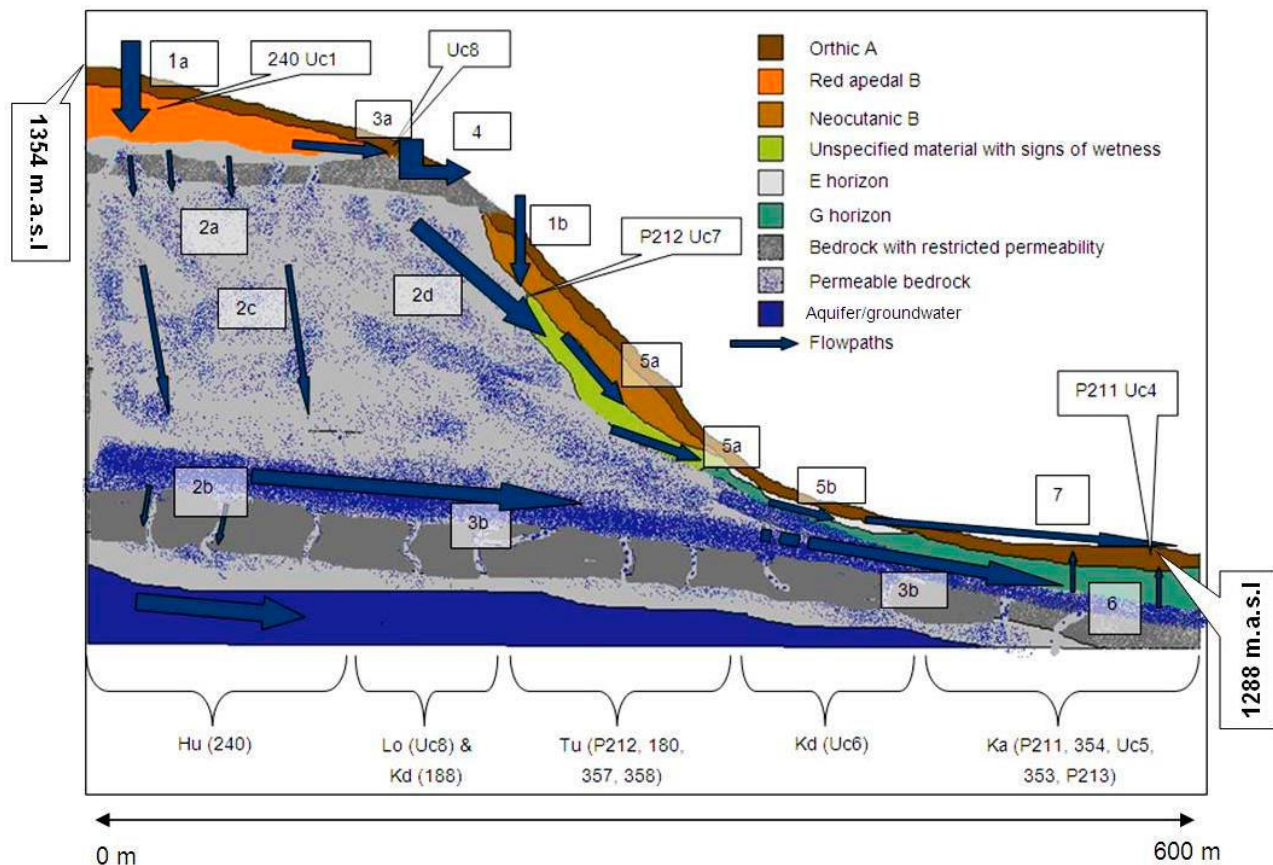 1354 m.a.s.l
1a
240 Uc1
Uc8
3a
4
2a
1b
P212 Uc7
2c
2d
5a
5a
5b
7
P211 Uc4
2b
3b
3b
6
1288 m.a.s.l
Orthic A
Red apedal B
Neocutanic B
Unspecified material with signs of wetness
E horizon
G horizon
Bedrock with restricted permeability
Permeable bedrock
Aquifer/groundwater
Flowpaths
Hu (240)
Lo (Uc8) &
Kd (188)
Tu (P212, 180,
357, 358)
Kd (Uc6)
Ka (P211, 354, Uc5,
353, P213)
0 m
600 m